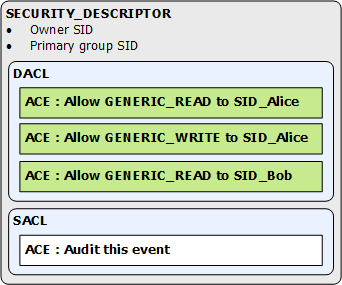 SECURITY_DESCRIPTOR
• Owner SID
• Primary group SID
DACL
ACE : Allow GENERIC_READ to SID_Alice
ACE : Allow GENERIC_WRITE to SID_Alice
ACE : Allow GENERIC_READ to SID_Bob
SACL
ACE : Audit this event